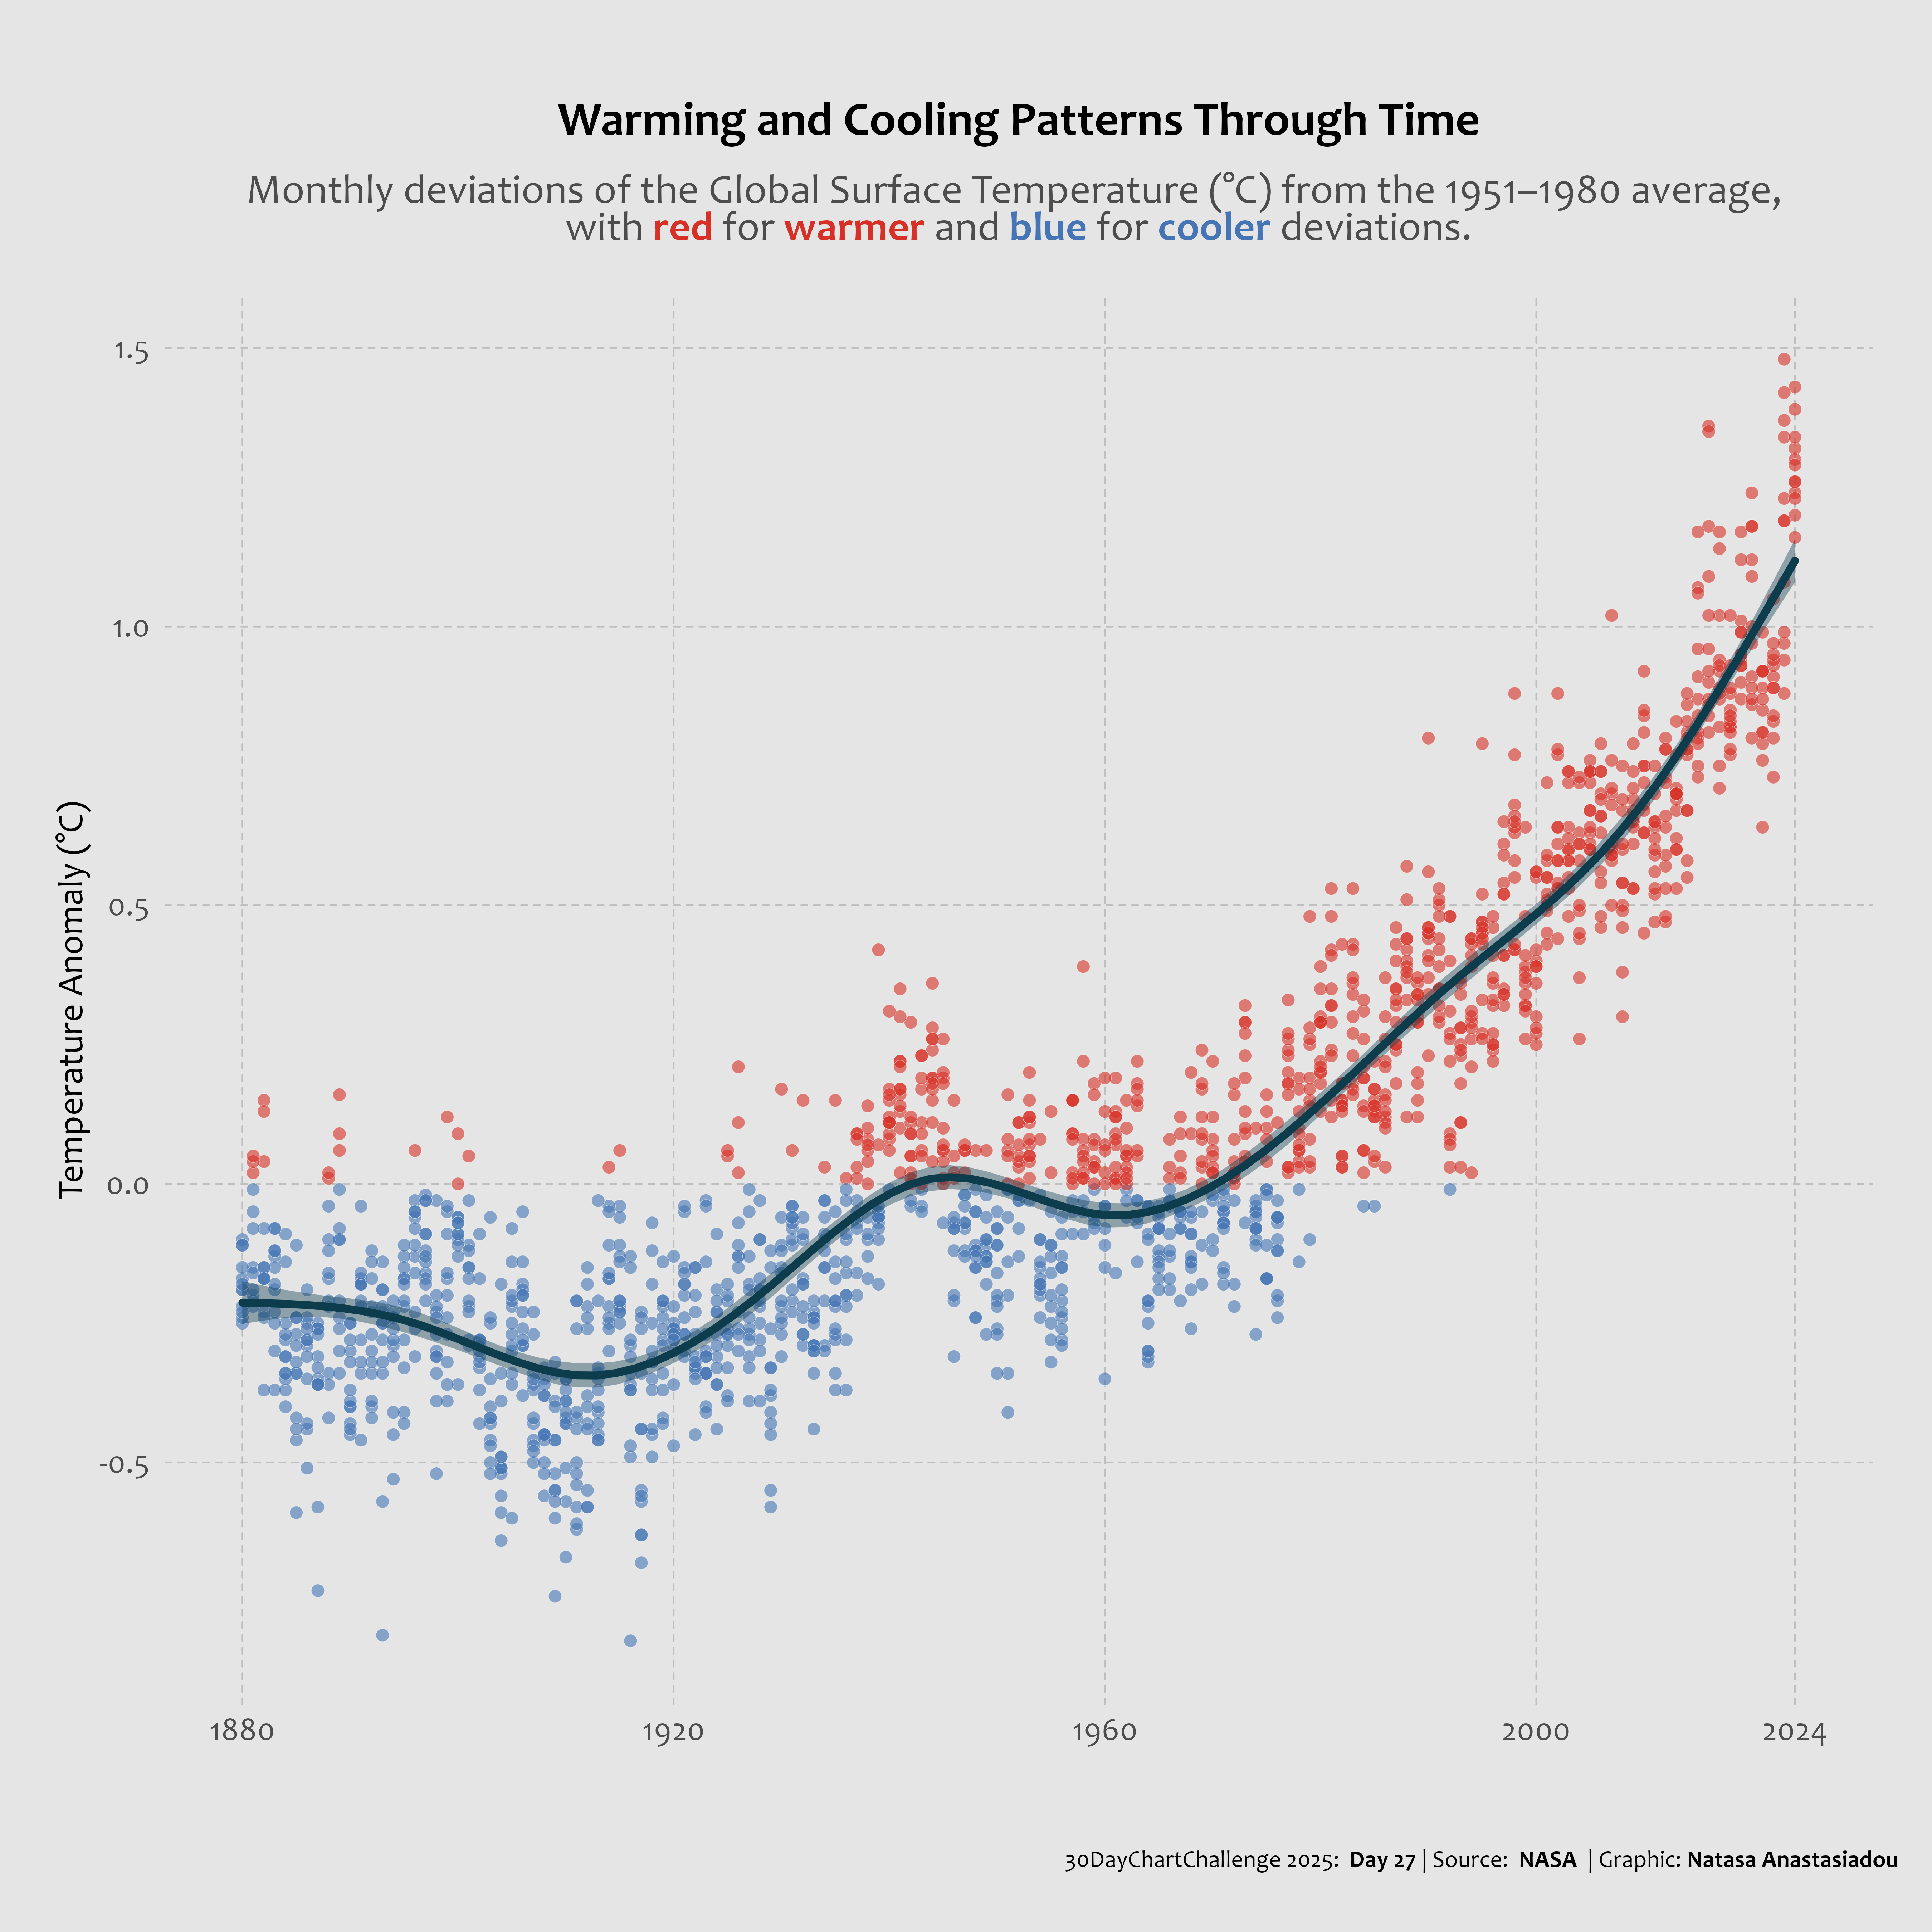 Warming and Cooling Patterns Through Time
Monthly deviations of the Global Surface Temperature (°C) from the 1951–1980 average,
with red for warmer and blue for cooler deviations.
Temperature Anomaly (°C)
1.5
1.0
0.5
0.0
-0.5
1880
1920
1960
2000
2024
30DayChartChallenge 2025: Day 27 | Source: NASA | Graphic: Natasa Anastasiadou